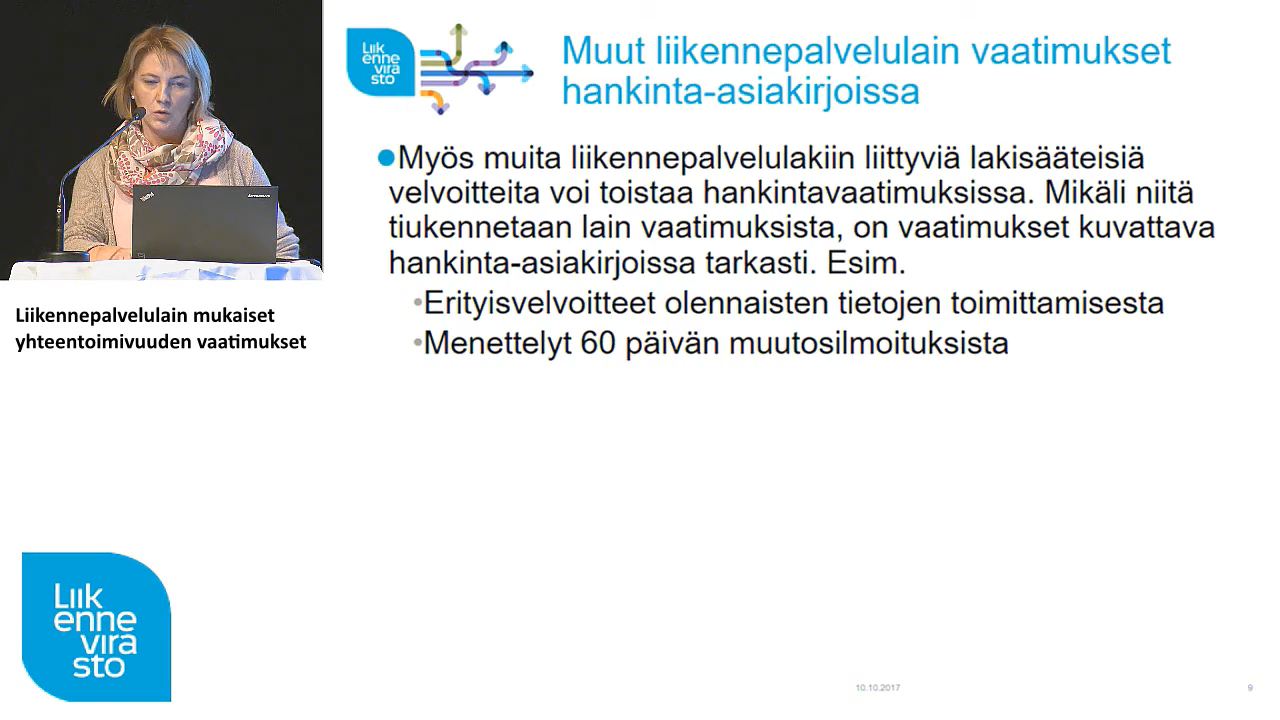 Liik
enne
vira
sto
Muut liikennepalvelulain vaatimukset
hankinta-asiakirjoissa
●Myös muita liikennepalvelulakiin liittyviä lakisääteisiä
velvoitteita voi toistaa hankintavaatimuksissa. Mikäli niitä
tiukennetaan lain vaatimuksista, on vaatimukset kuvattava
hankinta-asiakirjoissa tarkasti. Esim.
•Erityisvelvoitteet olennaisten tietojen toimittamisesta
•Menettelyt 60 päivän muutosilmoituksista
Liikennepalvelulain mukaiset
yhteentoimivuuden vaatimukset
Liik
enne
vira
sto
10.10.2017
9